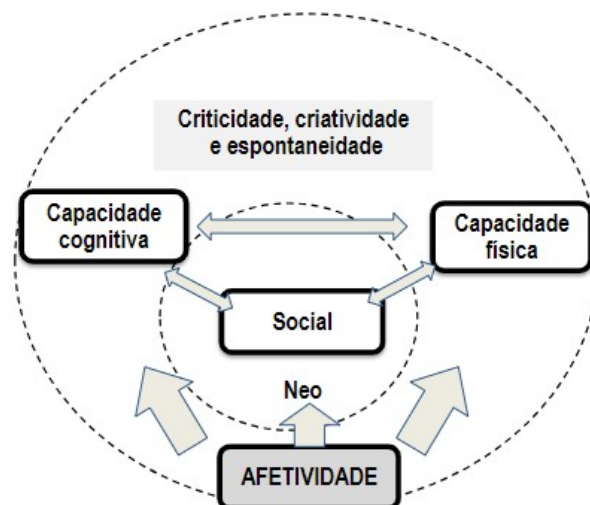 Criticidade, criatividade
e espontaneidade
Capacidade
cognitiva
Capacidade
física
Social
Neo
AFETIVIDADE